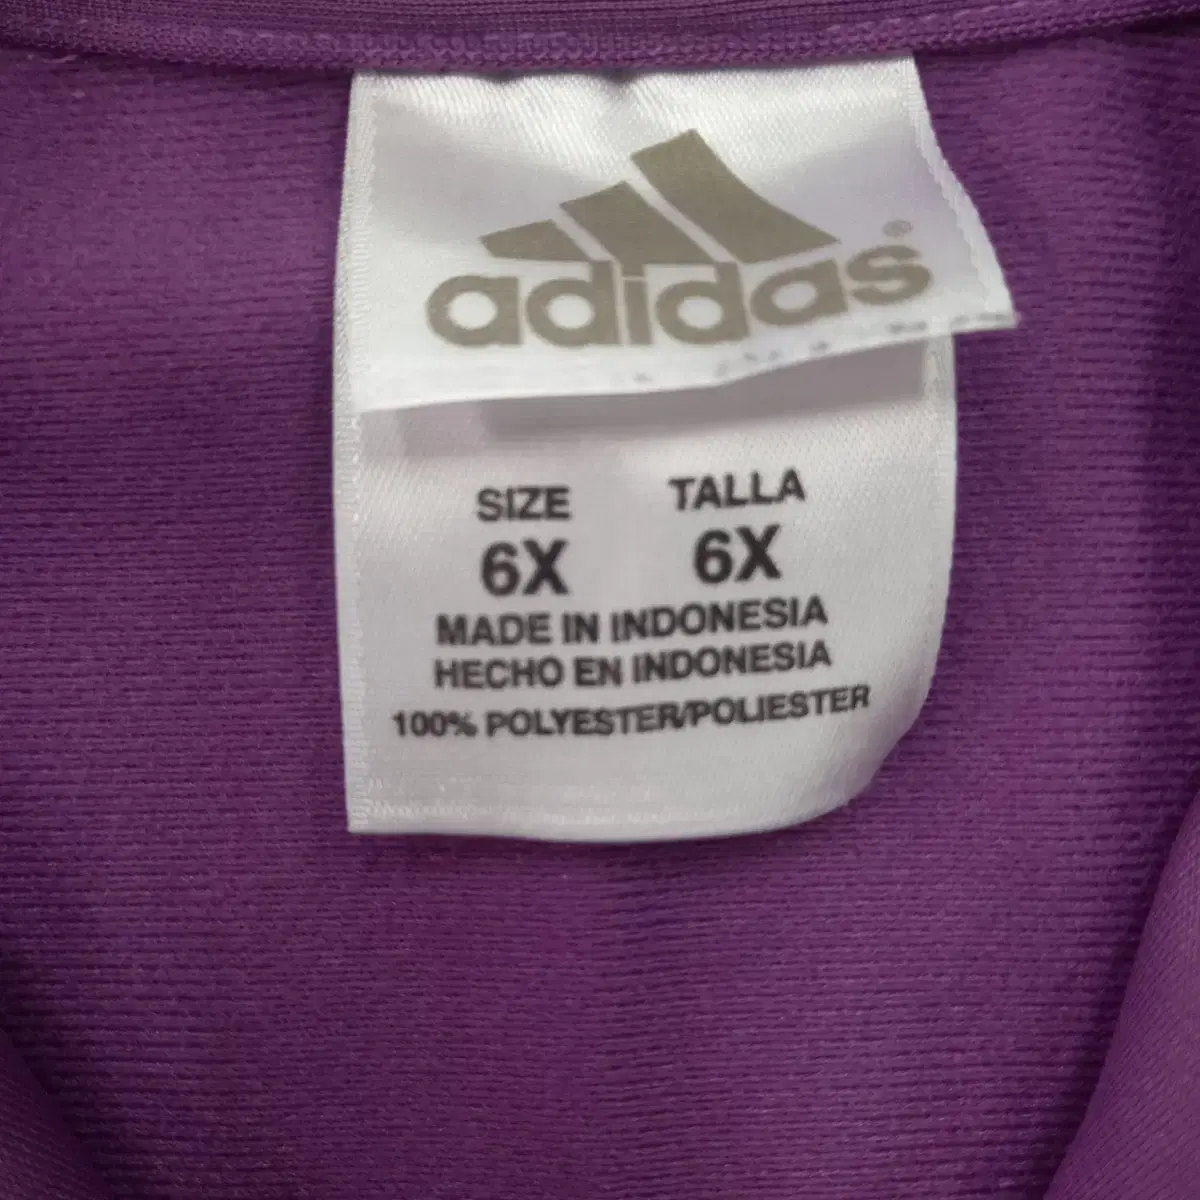 adidas®
SIZE TALLA
6X 6X
MADE IN INDONESIA
HECHO EN INDONESIA
100% POLYESTER/POLIESTER